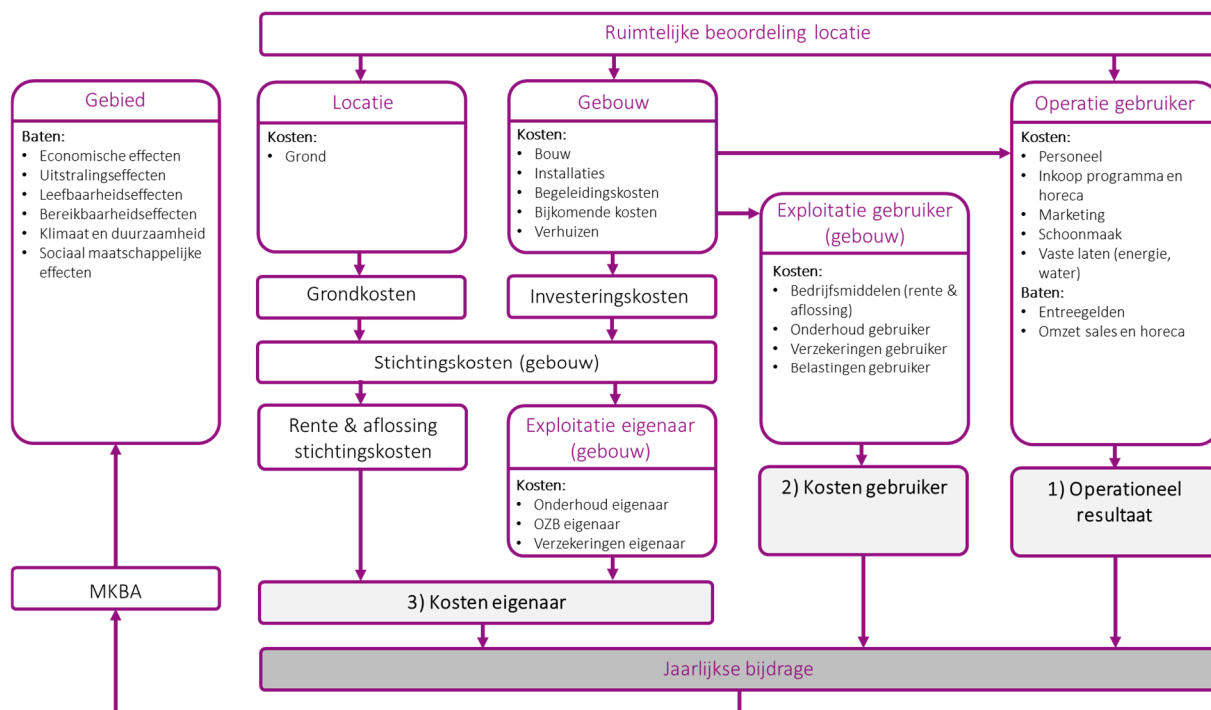 Ruimtelijke beoordeling locatie
Gebied
Baten:
• Economische effecten
• Uitstralingseffecten
• Leefbaarheidseffecten
• Bereikbaarheidseffecten
• Klimaat en duurzaamheid
• Sociaal maatschappelijke
effecten
MKBA
Locatie
Kosten:
• Grond
Grondkosten
Gebouw
Kosten:
• Bouw
• Installaties
• Begeleidingskosten
• Bijkomende kosten
• Verhuizen
Investeringskosten
Stichtingskosten (gebouw)
Rente & aflossing
stichtingskosten
Exploitatie eigenaar
(gebouw)
Kosten:
• Onderhoud eigenaar
• OZB eigenaar
• Verzekeringen eigenaar
3) Kosten eigenaar
Exploitatie gebruiker
(gebouw)
Kosten:
• Bedrijfsmiddelen (rente &
aflossing)
• Onderhoud gebruiker
• Verzekeringen gebruiker
• Belastingen gebruiker
2) Kosten gebruiker
Operatie gebruiker
Kosten:
• Personeel
• Inkoop programma en
horeca
• Marketing
• Schoonmaak
• Vaste laten (energie,
water)
Baten:
• Entreegelden
• Omzet sales en horeca
1) Operationeel
resultaat
Jaarlijkse bijdrage